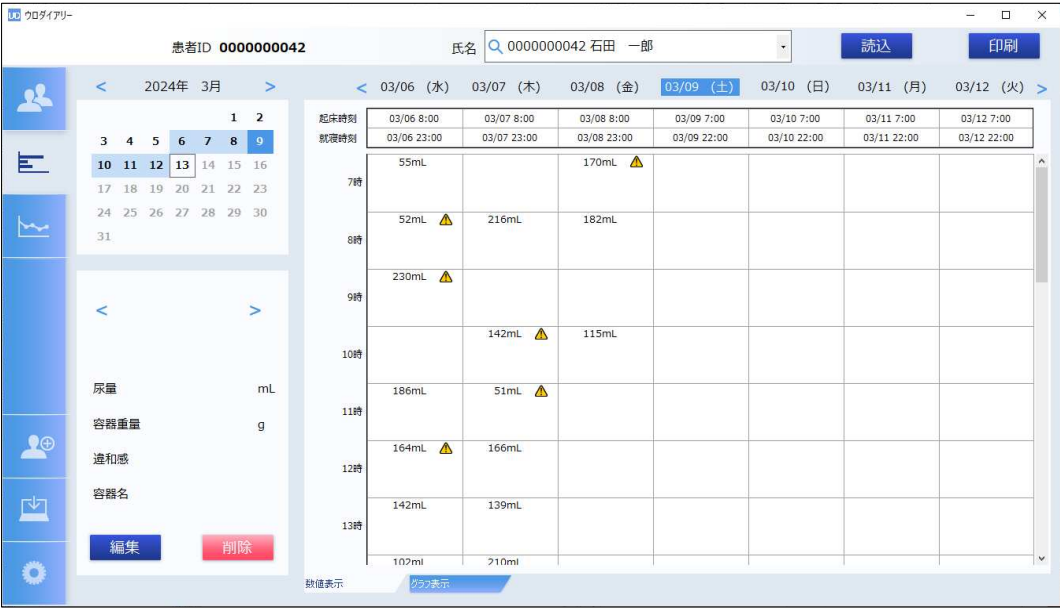 UD ウロダイアリー
患者ID 0000000042 氏名 0000000042 石田 一郎 読込 印刷
< 2024年 3月 >
1 2
3 4 5 6 7 8 9
10 11 12 13 14 15 16
17 18 19 20 21 22 23
24 25 26 27 28 29 30
31
< >
尿量 mL
容器重量 g
違和感
容器名
編集 削除
< 03/06 (水) 03/07 (木) 03/08 (金) 03/09 (土) 03/10 (日) 03/11 (月) 03/12 (火) >
起床時刻 03/06 8:00 03/07 8:00 03/08 8:00 03/09 7:00 03/10 7:00 03/11 7:00 03/12 7:00
就寝時刻 03/06 23:00 03/07 23:00 03/08 23:00 03/09 22:00 03/10 22:00 03/11 22:00 03/12 22:00
7時 55mL 170mL
8時 52mL 216mL 182mL
9時 230mL
10時 142mL 115mL
11時 186mL 51mL
12時 164mL 166mL
13時 142mL 139mL
102mL 210mL
数値表示 グラフ表示